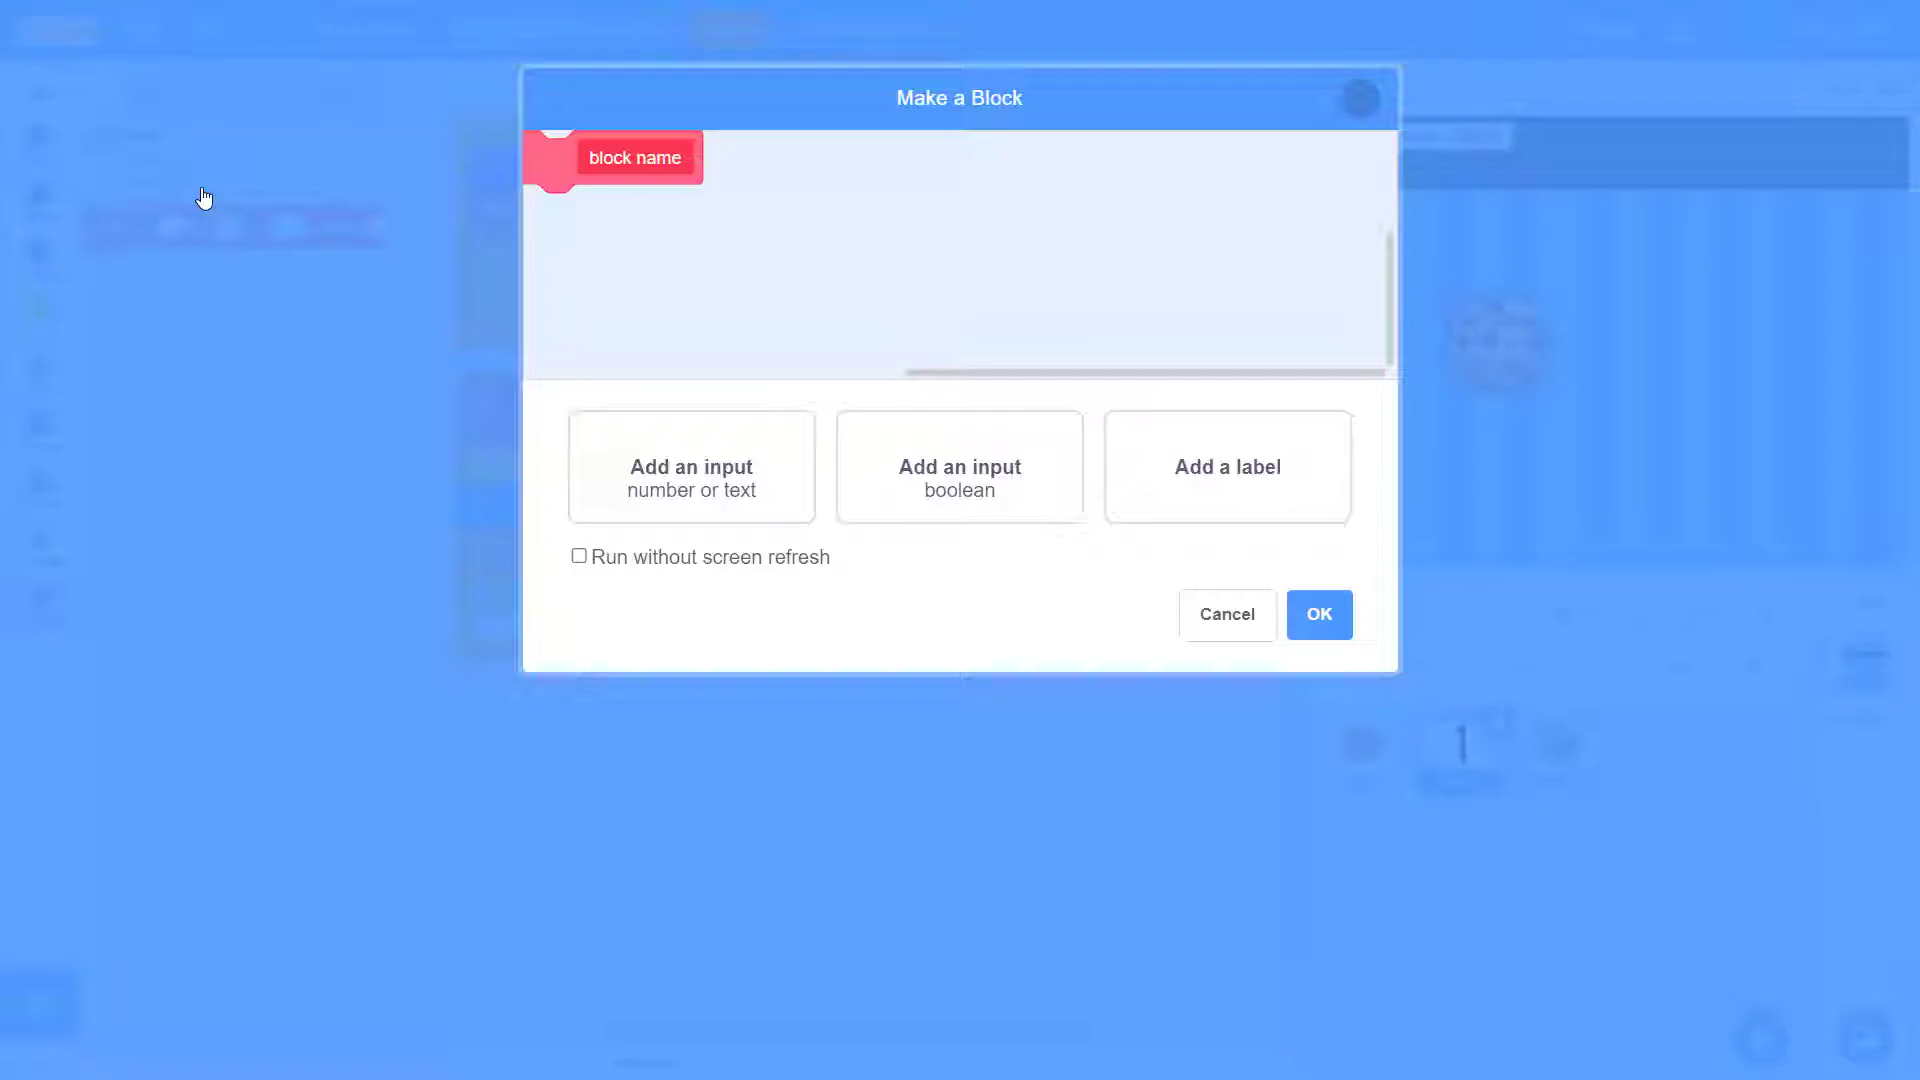 Make a Block
block name
Add an input
number or text
Add an input
boolean
Add a label
Run without screen refresh
Cancel
OK
1